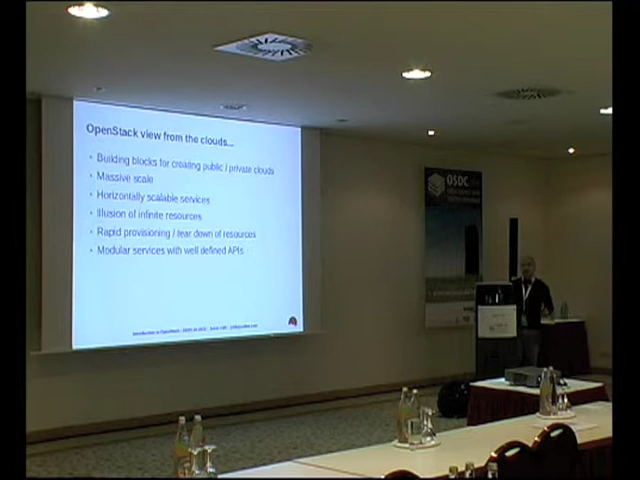 OpenStack view from the clouds...
• Building blocks for creating public / private clouds
• Massive scale
• Horizontally scalable services
• Illusion of infinite resources
• Rapid provisioning / tear down of resources
• Modular services with well defined APIs
OSDC